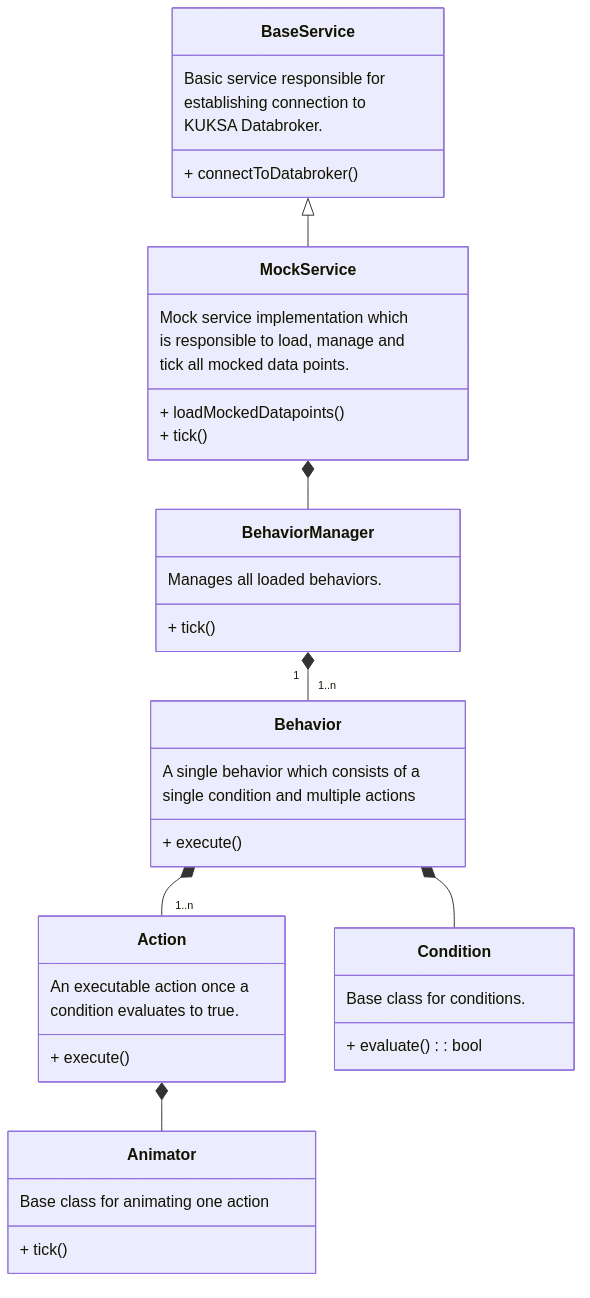 BaseService
Basic service responsible for
establishing connection to
KUKSA Databroker.
+ connectToDatabroker()
MockService
Mock service implementation which
is responsible to load, manage and
tick all mocked data points.
+ loadMockedDatapoints()
+ tick()
BehaviorManager
Manages all loaded behaviors.
+ tick()
1
1..n
Behavior
A single behavior which consists of a
single condition and multiple actions
+ execute()
1..n
Action
An executable action once a
condition evaluates to true.
+ execute()
Condition
Base class for conditions.
+ evaluate() : : bool
Animator
Base class for animating one action
+ tick()